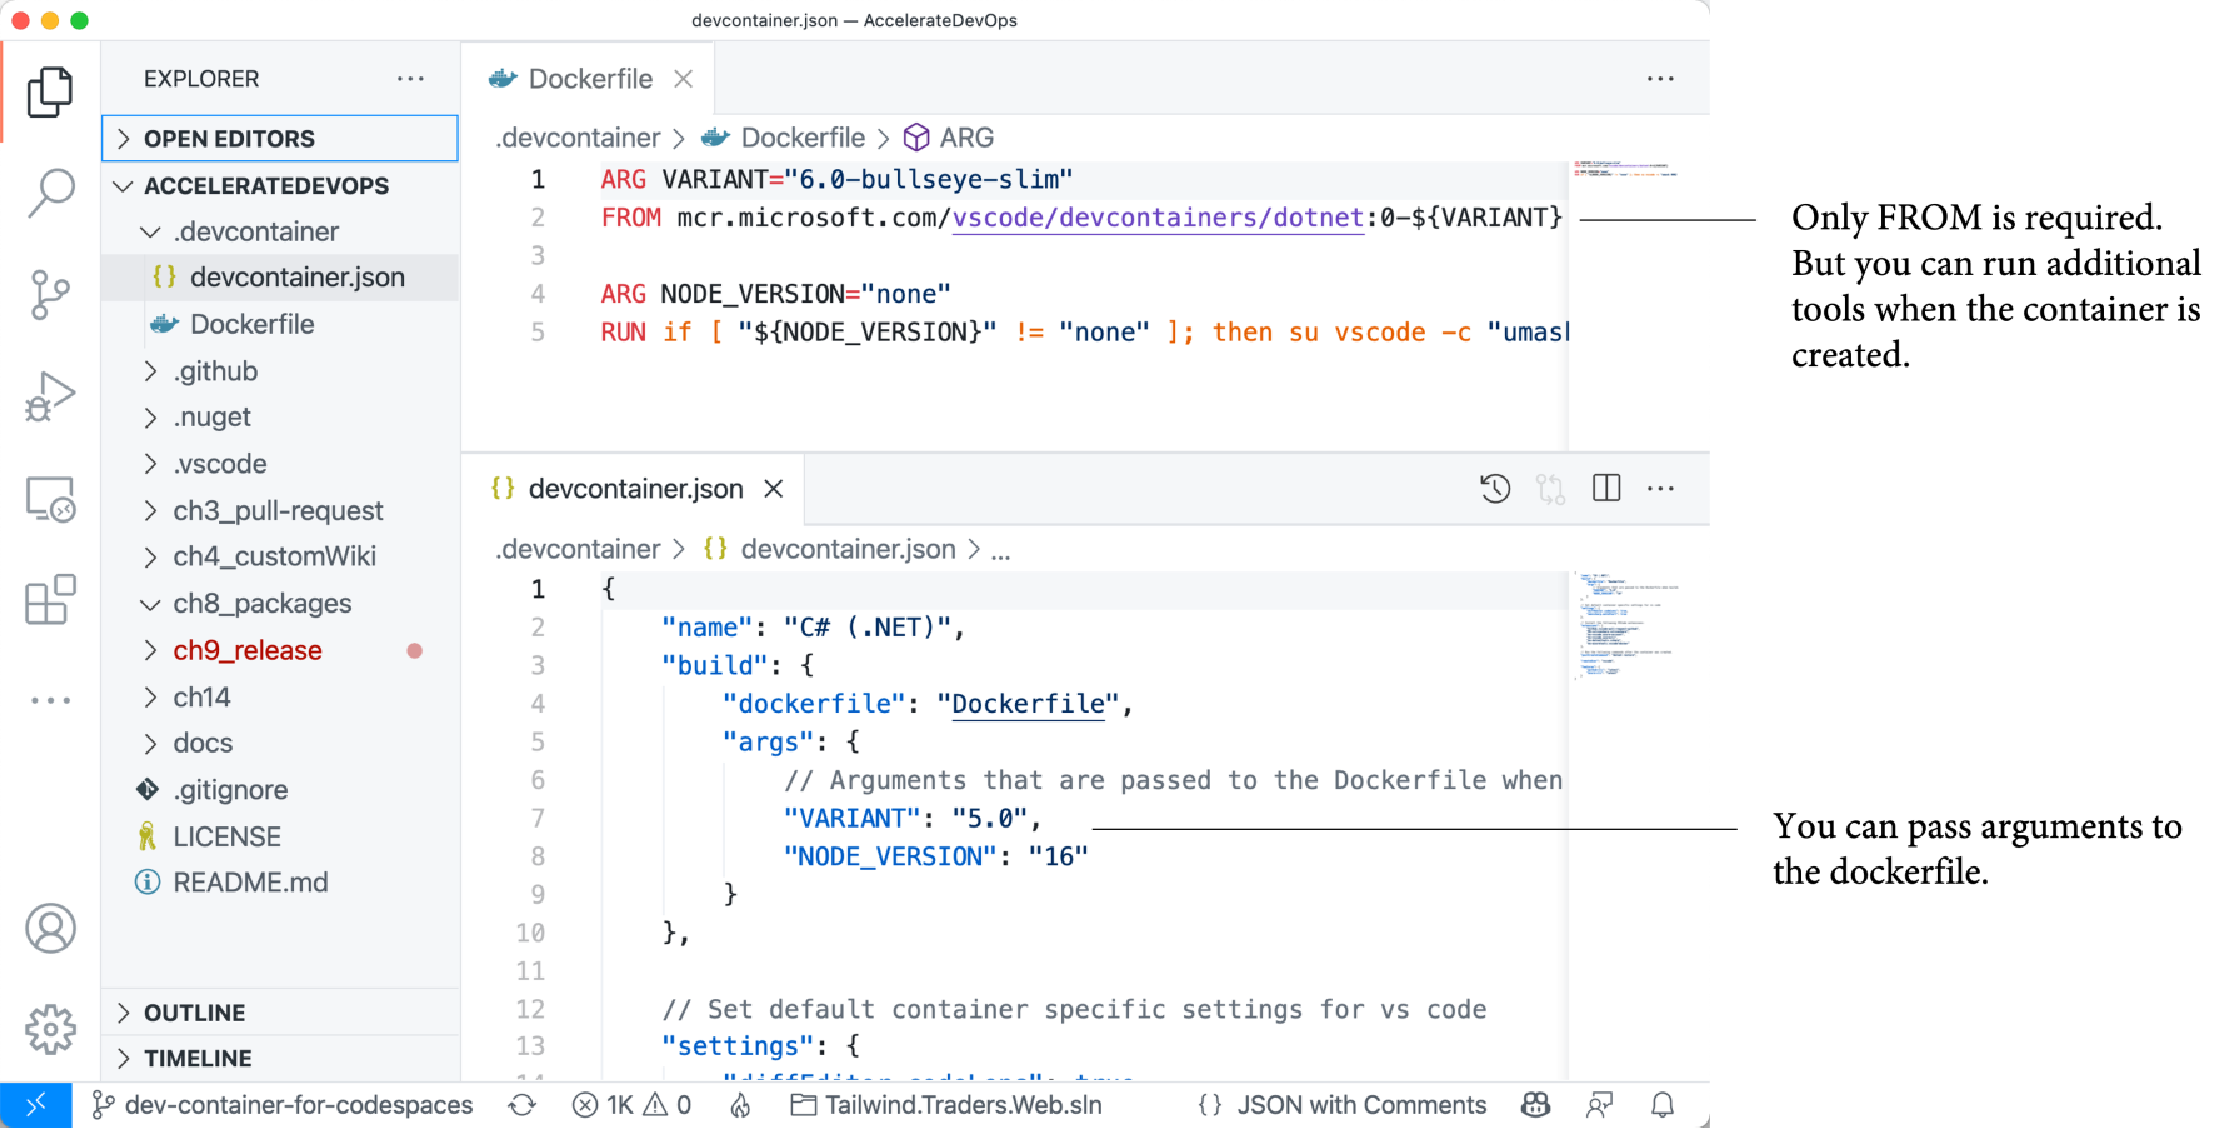 devcontainer.json — AccelerateDevOps
EXPLORER
OPEN EDITORS
ACCELERATEDEVOPS
.devcontainer
{} devcontainer.json
Dockerfile
.github
.nuget
.vscode
ch3_pull-request
ch4_customWiki
ch8_packages
ch9_release
ch14
docs
.gitignore
LICENSE
README.md
OUTLINE
TIMELINE
Dockerfile
.devcontainer > Dockerfile > ARG
1 ARG VARIANT="6.0-bullseye-slim"
2 FROM mcr.microsoft.com/vscode/devcontainers/dotnet:0-${VARIANT}
3
4 ARG NODE_VERSION="none"
5 RUN if [ "${NODE_VERSION}" != "none" ]; then su vscode -c "umas
{} devcontainer.json
.devcontainer > {} devcontainer.json > ...
1 {
2 "name": "C# (.NET)",
3 "build": {
4 "dockerfile": "Dockerfile",
5 "args": {
6 // Arguments that are passed to the Dockerfile when
7 "VARIANT": "5.0",
8 "NODE_VERSION": "16"
9 }
10 },
11
12 // Set default container specific settings for vs code
13 "settings": {
Only FROM is required.
But you can run additional
tools when the container is
created.
You can pass arguments to
the dockerfile.
dev-container-for-codespaces 1K 0 Tailwind.Traders.Web.sln {} JSON with Comments